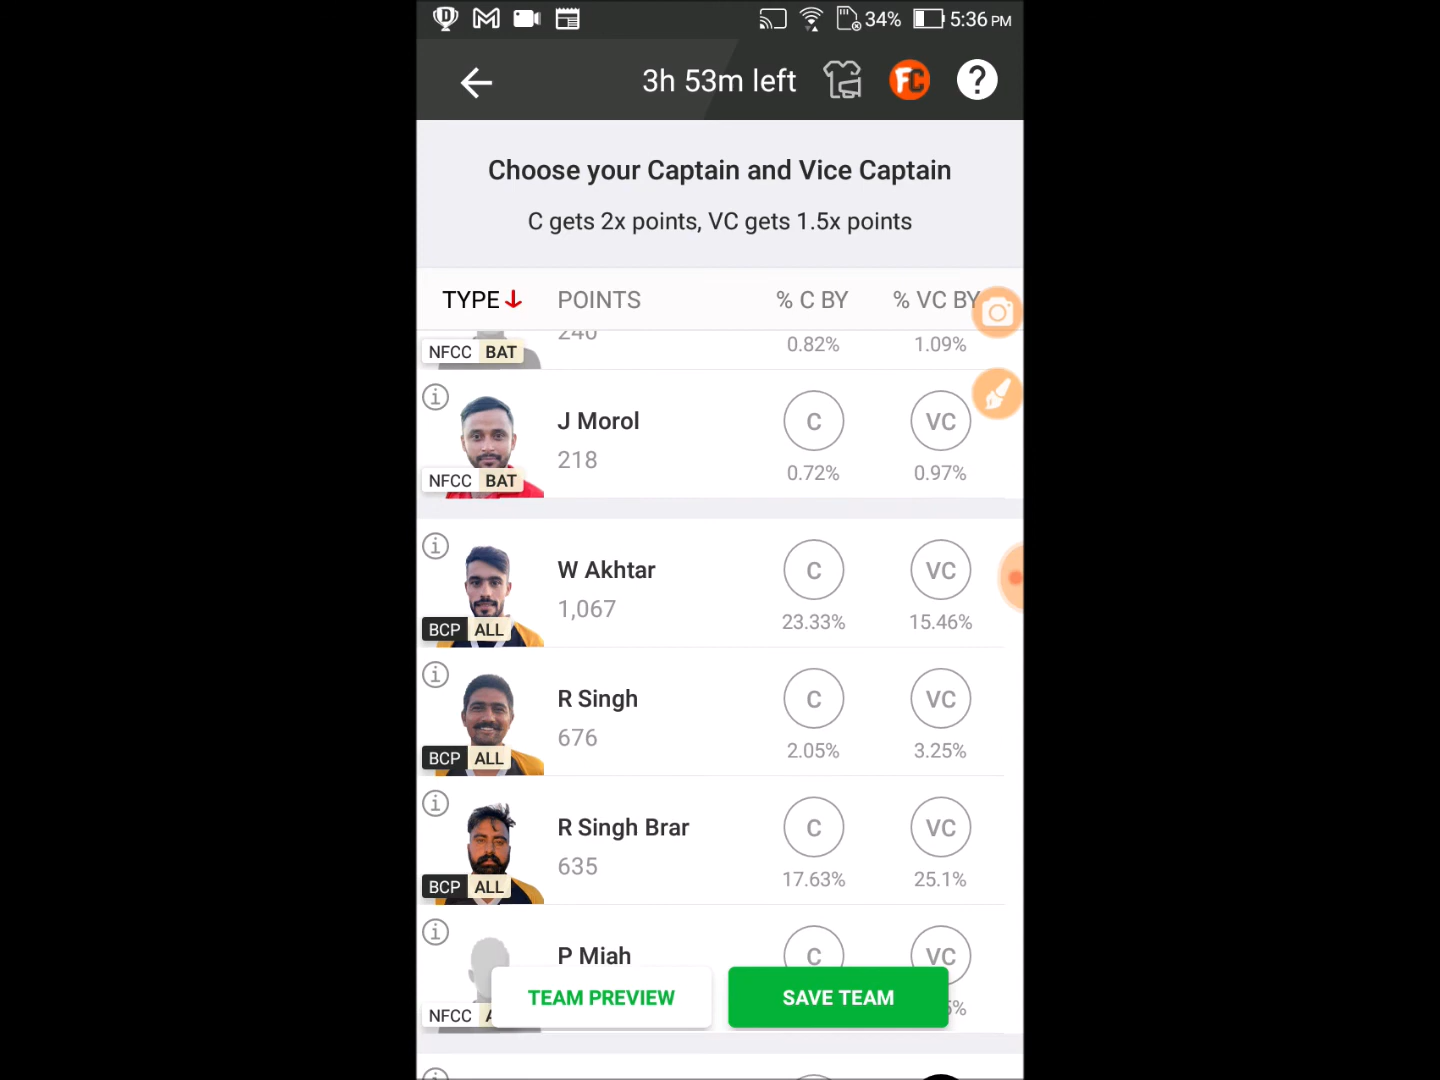 34% 5:36 PM
3h 53m left FC ?
Choose your Captain and Vice Captain
C gets 2x points, VC gets 1.5x points
TYPE POINTS % C BY % VC BY
240
NFCC BAT 0.82% 1.09%
J Morol C VC
218
NFCC BAT 0.72% 0.97%
W Akhtar C VC
1,067
BCP ALL 23.33% 15.46%
R Singh C VC
676
BCP ALL 2.05% 3.25%
R Singh Brar C VC
635
BCP ALL 17.63% 25.1%
P Miah C VC
TEAM PREVIEW SAVE TEAM
NFCC